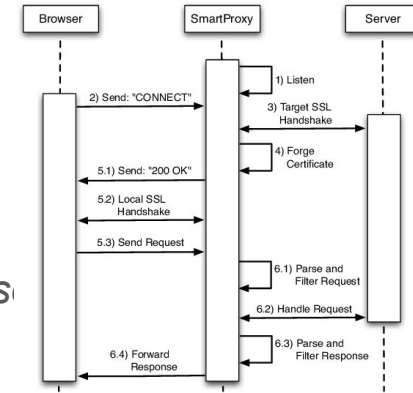 Browser
SmartProxy
Server
1) Listen
2) Send: "CONNECT"
3) Target SSL
Handshake
4) Forge
Certificate
5.1) Send: "200 OK"
5.2) Local SSL
Handshake
5.3) Send Request
6.1) Parse and
Filter Request
6.2) Handle Request
6.3) Parse and
Filter Response
6.4) Forward
Response